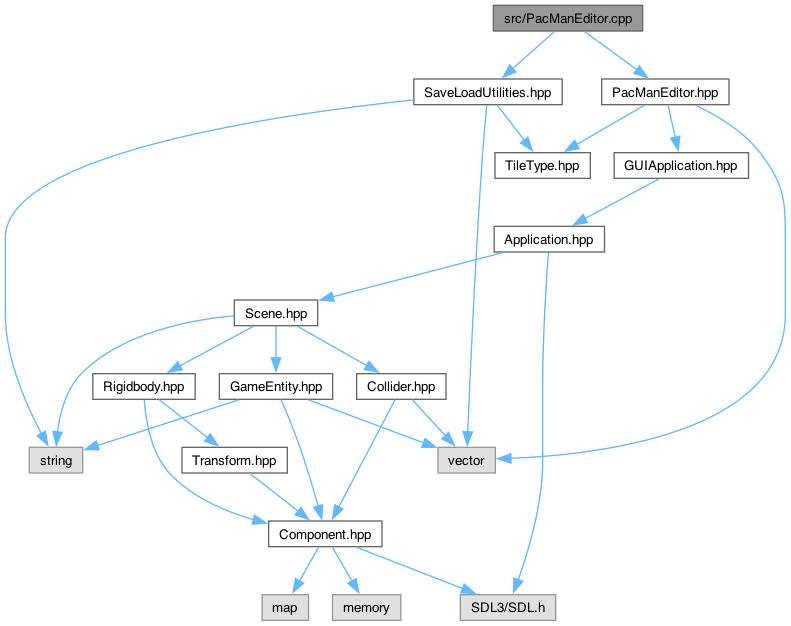 src/PacManEditor.cpp
SaveLoadUtilities.hpp
PacManEditor.hpp
TileType.hpp
GUIApplication.hpp
Application.hpp
Scene.hpp
Rigidbody.hpp
GameEntity.hpp
Collider.hpp
string
Transform.hpp
vector
Component.hpp
map
memory
SDL3/SDL.h